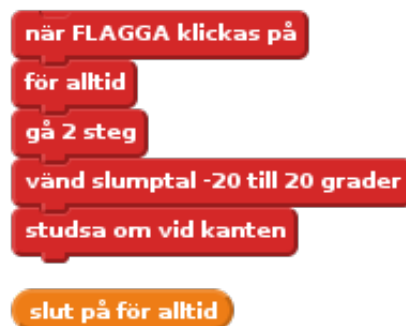 när FLAGGA klickas på
för alltid
gå 2 steg
vänd slumptal -20 till 20 grader
studsa om vid kanten
slut på för alltid